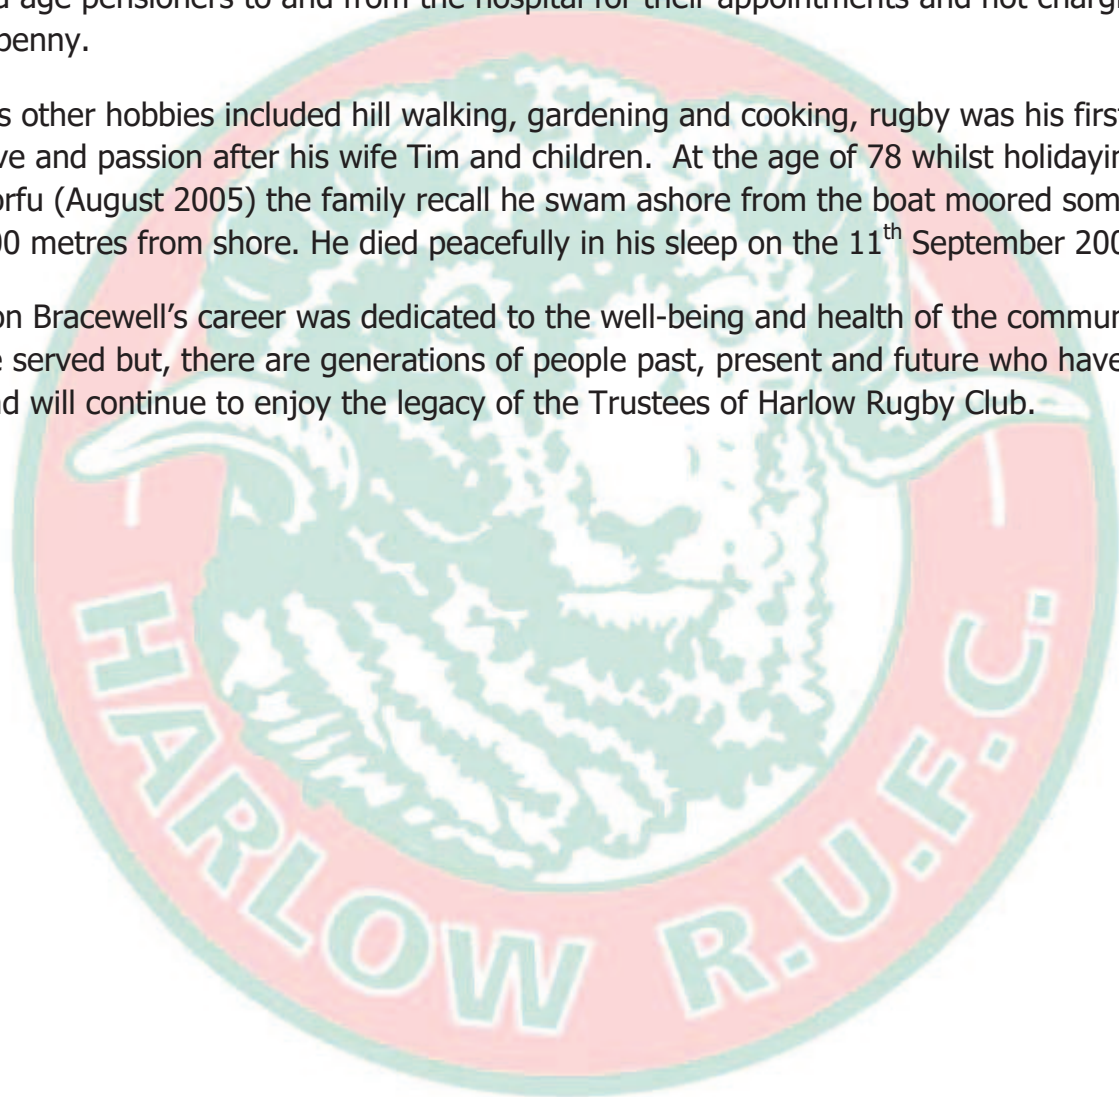 d age pensioners to and from the hospital for their appointments and not charg
penny.
s other hobbies included hill walking, gardening and cooking, rugby was his first
ve and passion after his wife Tim and children. At the age of 78 whilst holidayin
orfu (August 2005) the family recall he swam ashore from the boat moored som
00 metres from shore. He died peacefully in his sleep on the 11th September 200
on Bracewell’s career was dedicated to the well-being and health of the commun
e served but, there are generations of people past, present and future who have
nd will continue to enjoy the legacy of the Trustees of Harlow Rugby Club.
HARLOW R.U.F.C.